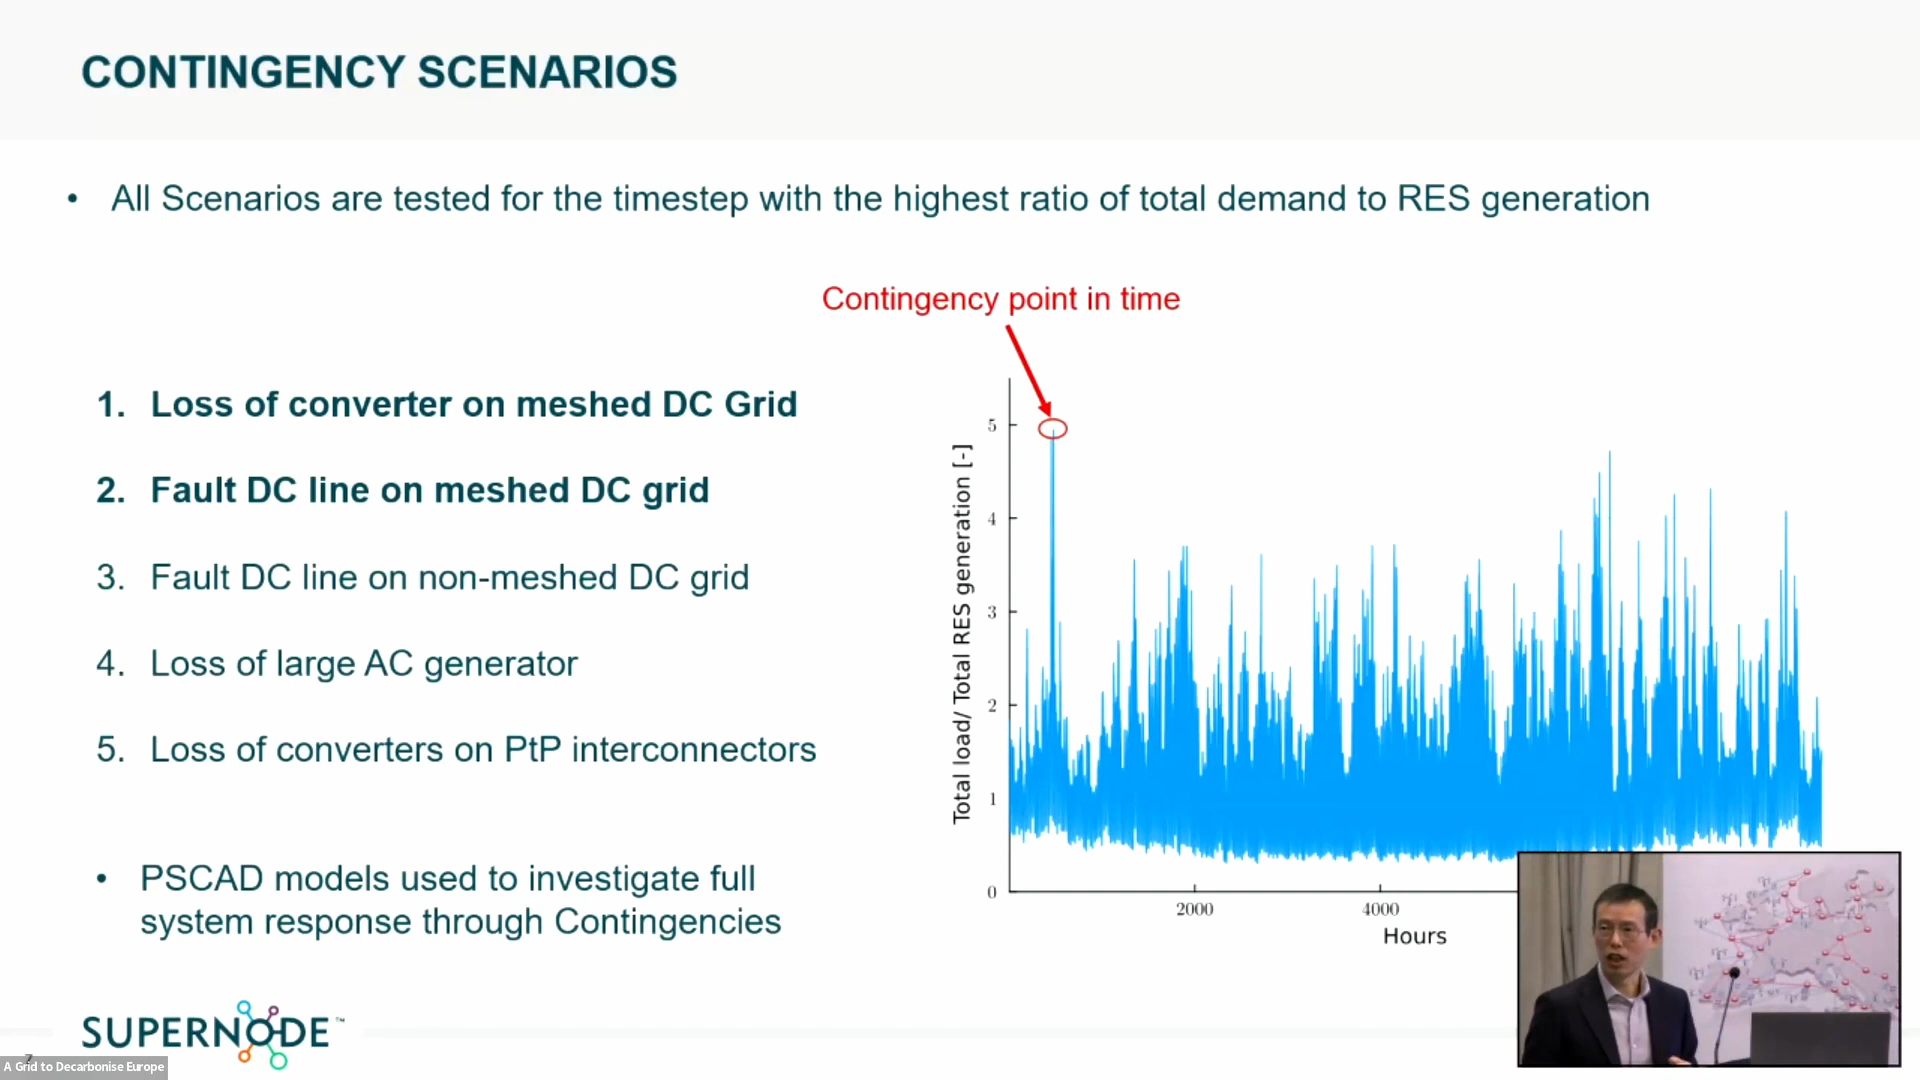 CONTINGENCY SCENARIOS
• All Scenarios are tested for the timestep with the highest ratio of total demand to RES generation
Contingency point in time
1. Loss of converter on meshed DC Grid
2. Fault DC line on meshed DC grid
3. Fault DC line on non-meshed DC grid
4. Loss of large AC generator
5. Loss of converters on PtP interconnectors
• PSCAD models used to investigate full
system response through Contingencies
Total load/ Total RES generation [-]
5
4
3
2
1
0
2000
4000
Hours
SUPERNODE™
7
A Grid to Decarbonise Europe